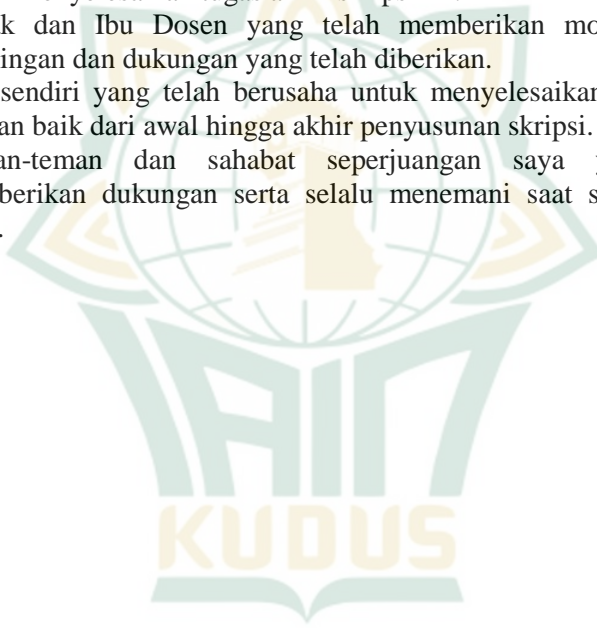 k dan Ibu Dosen yang telah memberikan mo
ingan dan dukungan yang telah diberikan.
sendiri yang telah berusaha untuk menyelesaikan
an baik dari awal hingga akhir penyusunan skripsi.
an-teman dan sahabat seperjuangan saya y
berikan dukungan serta selalu menemani saat s
.
IAIN
KUDUS